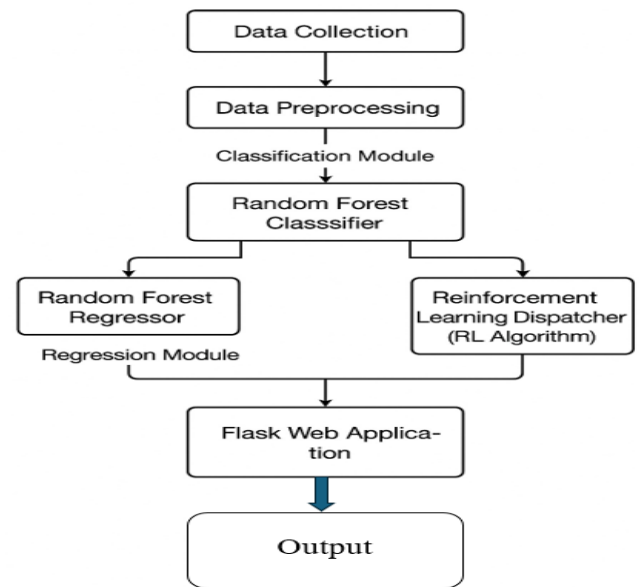 Data Collection
Data Preprocessing
Classification Module
Random Forest
Classsifier
Random Forest
Regressor
Regression Module
Reinforcement
Learning Dispatcher
(RL Algorithm)
Flask Web Applica-
tion
Output